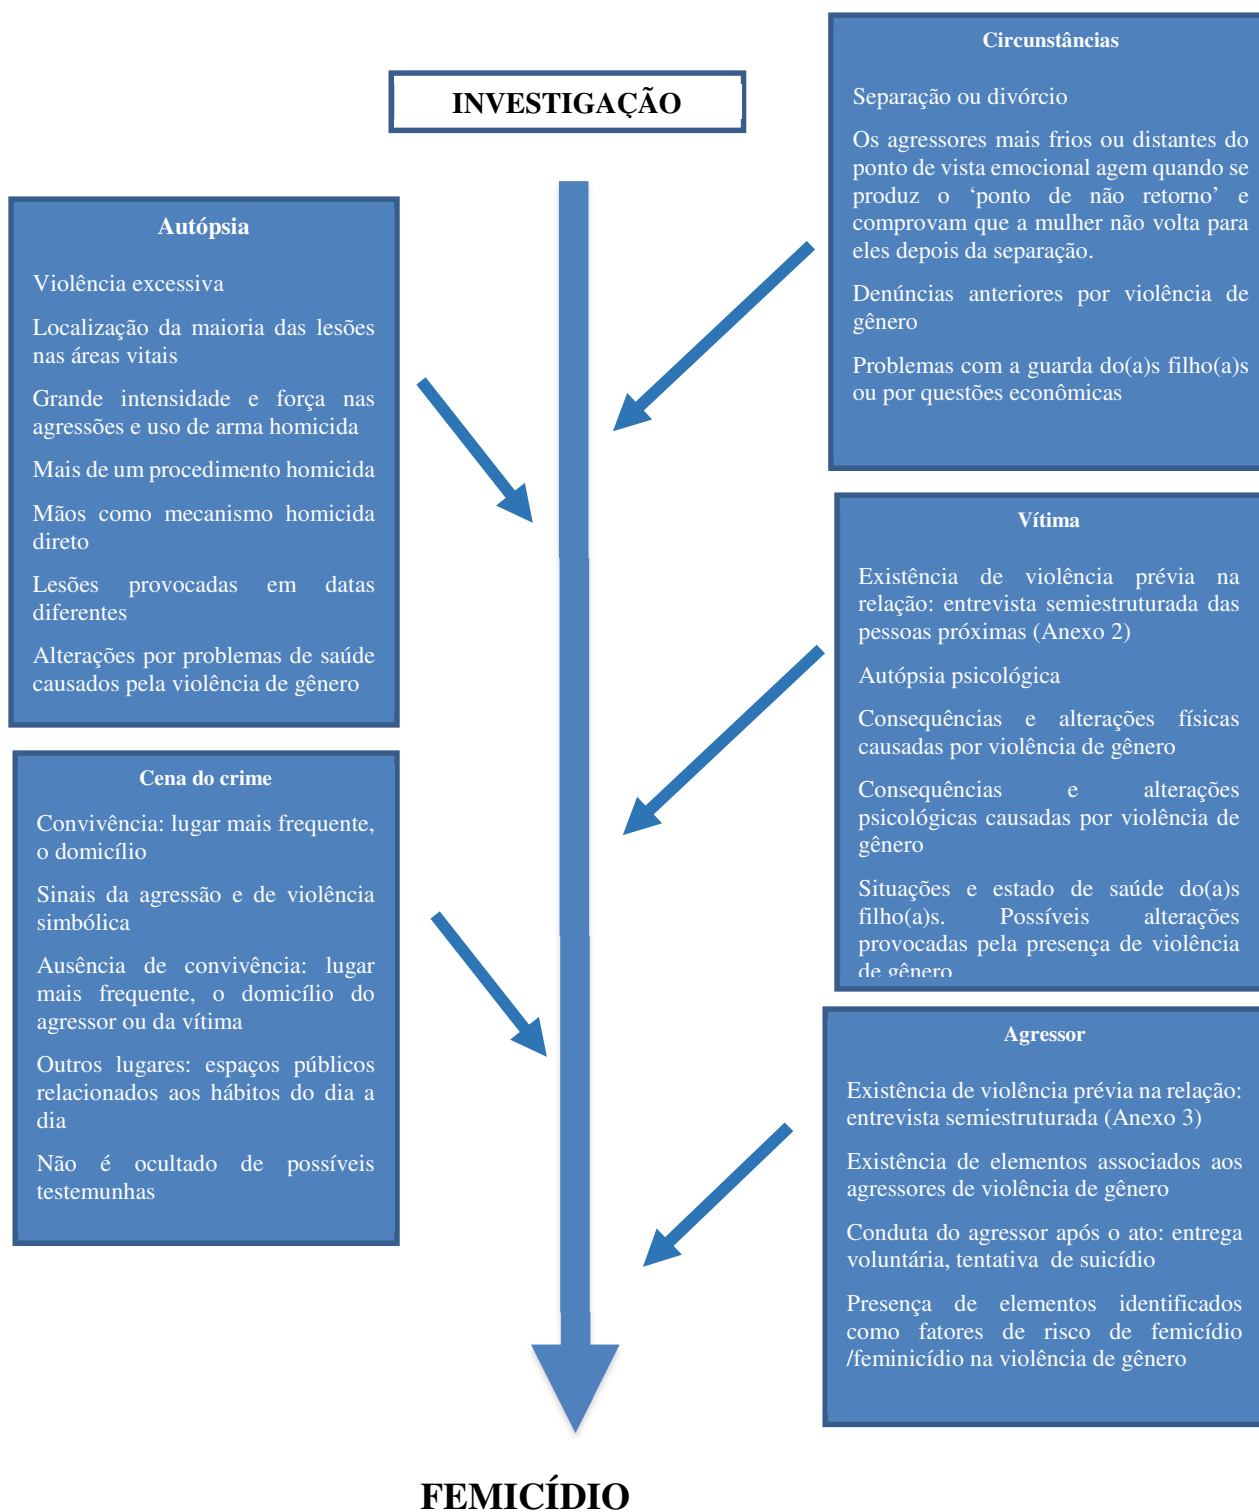 INVESTIGAÇÃO
Circunstâncias
Separação ou divórcio
Os agressores mais frios ou distantes do
ponto de vista emocional agem quando se
produz o ‘ponto de não retorno’ e
comprovam que a mulher não volta para
eles depois da separação.
Denúncias anteriores por violência de
gênero
Problemas com a guarda do(a)s filho(a)s
ou por questões econômicas
Autópsia
Violência excessiva
Localização da maioria das lesões
nas áreas vitais
Grande intensidade e força nas
agressões e uso de arma homicida
Mais de um procedimento homicida
Mãos como mecanismo homicida
direto
Lesões provocadas em datas
diferentes
Alterações por problemas de saúde
causados pela violência de gênero
Vítima
Existência de violência prévia na
relação: entrevista semiestruturada das
pessoas próximas (Anexo 2)
Autópsia psicológica
Consequências e alterações físicas
causadas por violência de gênero
Consequências e alterações
psicológicas causadas por violência de
gênero
Situações e estado de saúde do(a)s
filho(a)s. Possíveis alterações
provocadas pela presença de violência
de gênero
Cena do crime
Convivência: lugar mais frequente,
o domicílio
Sinais da agressão e de violência
simbólica
Ausência de convivência: lugar
mais frequente, o domicílio do
agressor ou da vítima
Outros lugares: espaços públicos
relacionados aos hábitos do dia a
dia
Não é ocultado de possíveis
testemunhas
Agressor
Existência de violência prévia na relação:
entrevista semiestruturada (Anexo 3)
Existência de elementos associados aos
agressores de violência de gênero
Conduta do agressor após o ato: entrega
voluntária, tentativa de suicídio
Presença de elementos identificados
como fatores de risco de femicídio
/feminicídio na violência de gênero
FEMICÍDIO